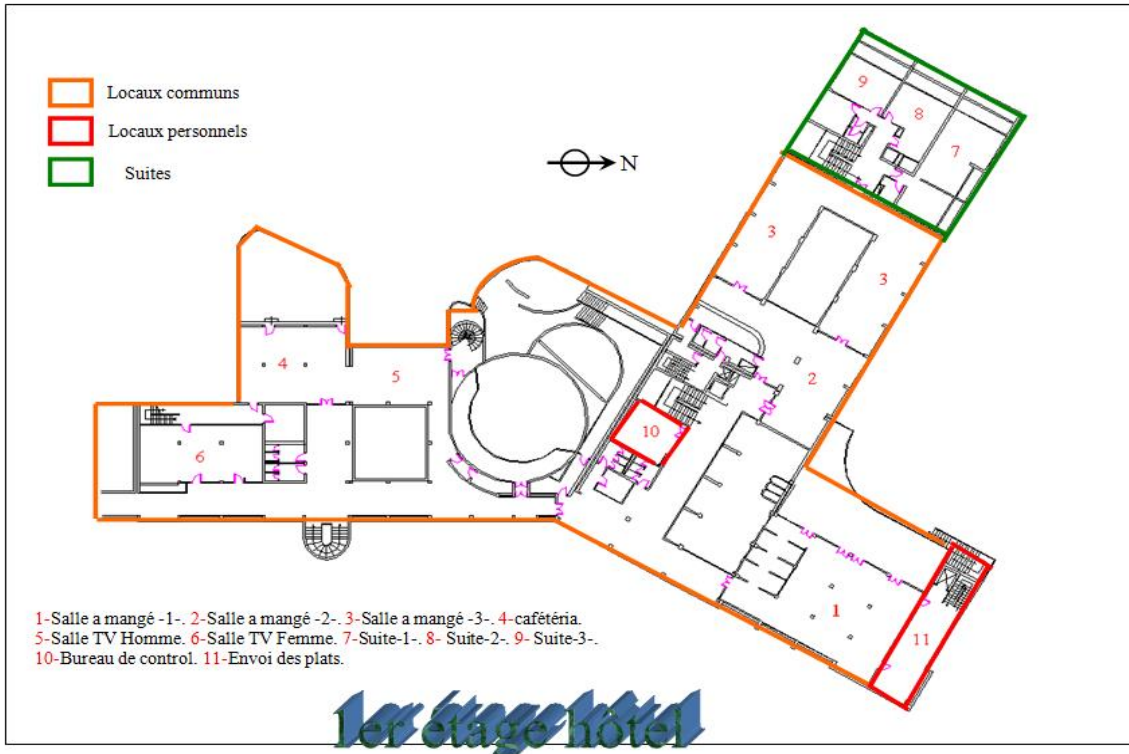 Locaux communs
Locaux personnels
Suites
N
9
8
7
3
3
4
5
2
10
6
1
11
1-Salle a mangé -1-. 2-Salle a mangé -2-. 3-Salle a mangé -3-. 4-cafétéria.
5-Salle TV Homme. 6-Salle TV Femme. 7-Suite-1-. 8- Suite-2-. 9- Suite-3-.
10-Bureau de control. 11-Envoi des plats.
1er étage hôtel